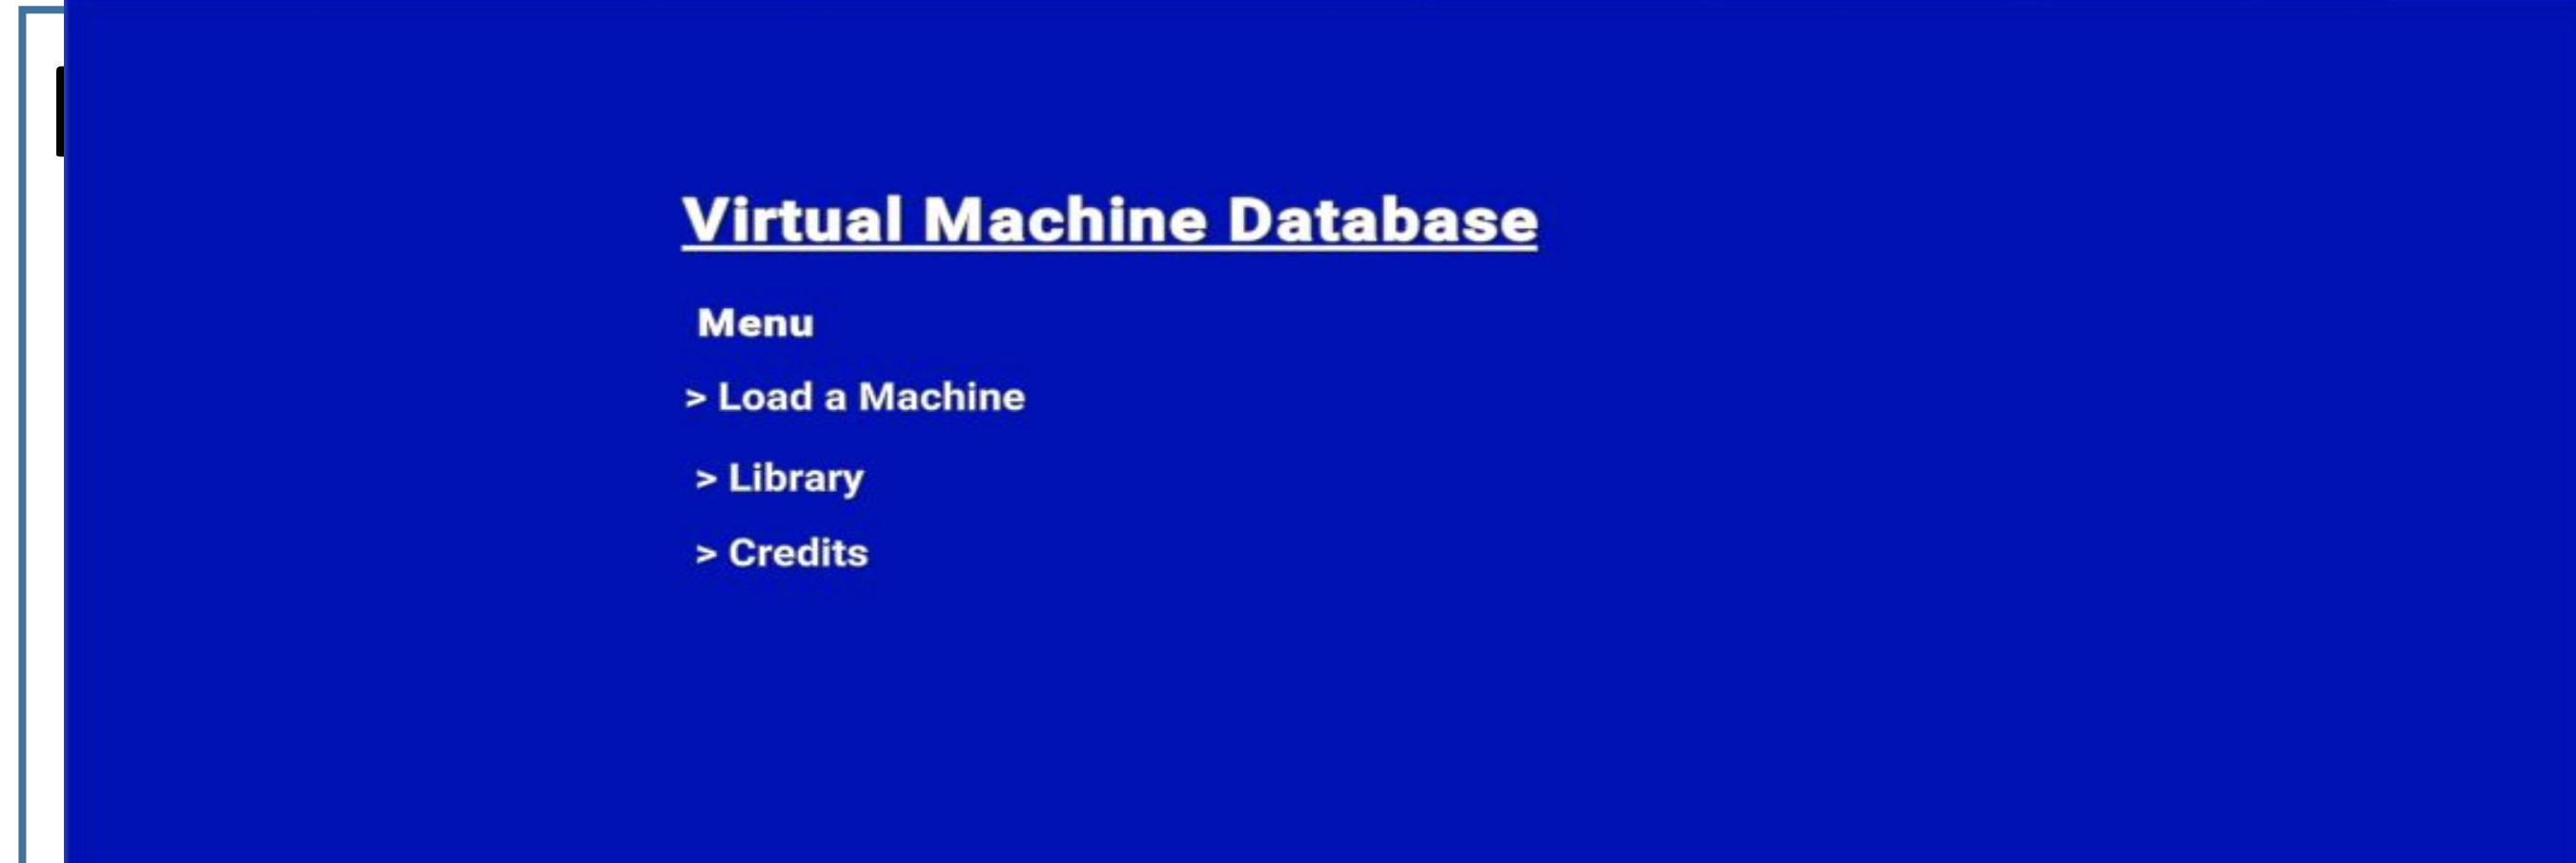 Virtual Machine Database
Menu
> Load a Machine
> Library
> Credits